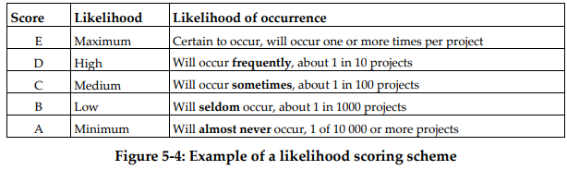 Score Likelihood Likelihood of occurrence
E Maximum Certain to occur, will occur one or more times per project
D High Will occur frequently, about 1 in 10 projects
C Medium Will occur sometimes, about 1 in 100 projects
B Low Will seldom occur, about 1 in 1000 projects
A Minimum Will almost never occur, 1 of 10 000 or more projects
Figure 5-4: Example of a likelihood scoring scheme